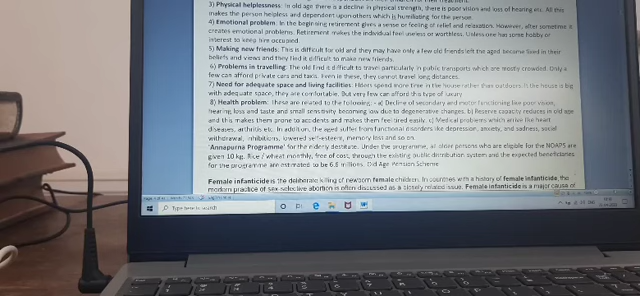 3) Physical helplessness: In old age there is a decline in physical strength, there is poor vision and loss of hearing etc. All this
makes the person helpless and dependent upon others which is humiliating for the person.
4) Emotional problem: In the beginning retirement gives a sense or feeling of relief and relaxation. However, after sometime it
creates emotional problems. Retirement makes the individual feel useless or worthless. Unless one has some hobby or
interest to keep him occupied.
5) Making new friends: This is difficult for old and they may have only a few old friends left the aged become fixed in their
beliefs and views and they find it difficult to make new friends.
6) Problems in travelling: The old find it difficult to travel particularly in public transports which are mostly crowded. Only a
few can afford private cars and taxis. Even in these, they cannot travel long distances.
7) Need for adequate space and living facilities: Elders spend more time in the house rather than outdoors. If the house is big
with adequate space, they are comfortable. But very few can afford this type of luxury
8) Health problem: These are related to the following: - a) Decline of secondary and motor functioning like poor vision,
hearing loss and taste and small sensitivity becoming low due to degenerative changes. b) Reserve capacity reduces in old age
and this makes them prone to accidents and makes them tired easily. c) Medical problems which arrive like heart
diseases, arthritis etc. In addition, the aged suffer from functional disorders like depression, anxiety, and sadness, social
withdrawal, inhibitions, lowered self-esteem, memory loss and so on.
'Annapurna Programme' for the elderly destitute. Under the programme, all older persons who are eligible for the NOAPS are
given 10 kg. Rice / wheat monthly, free of cost, through the existing public distribution system and the expected beneficiaries
for the programme are estimated to be 6.6 millions. Old Age Pension Scheme
Female infanticide is the deliberate killing of newborn female children. In countries with a history of female infanticide, the
modern practice of sex-selective abortion is often discussed as a closely related issue. Female infanticide is a major cause of
Type here to search